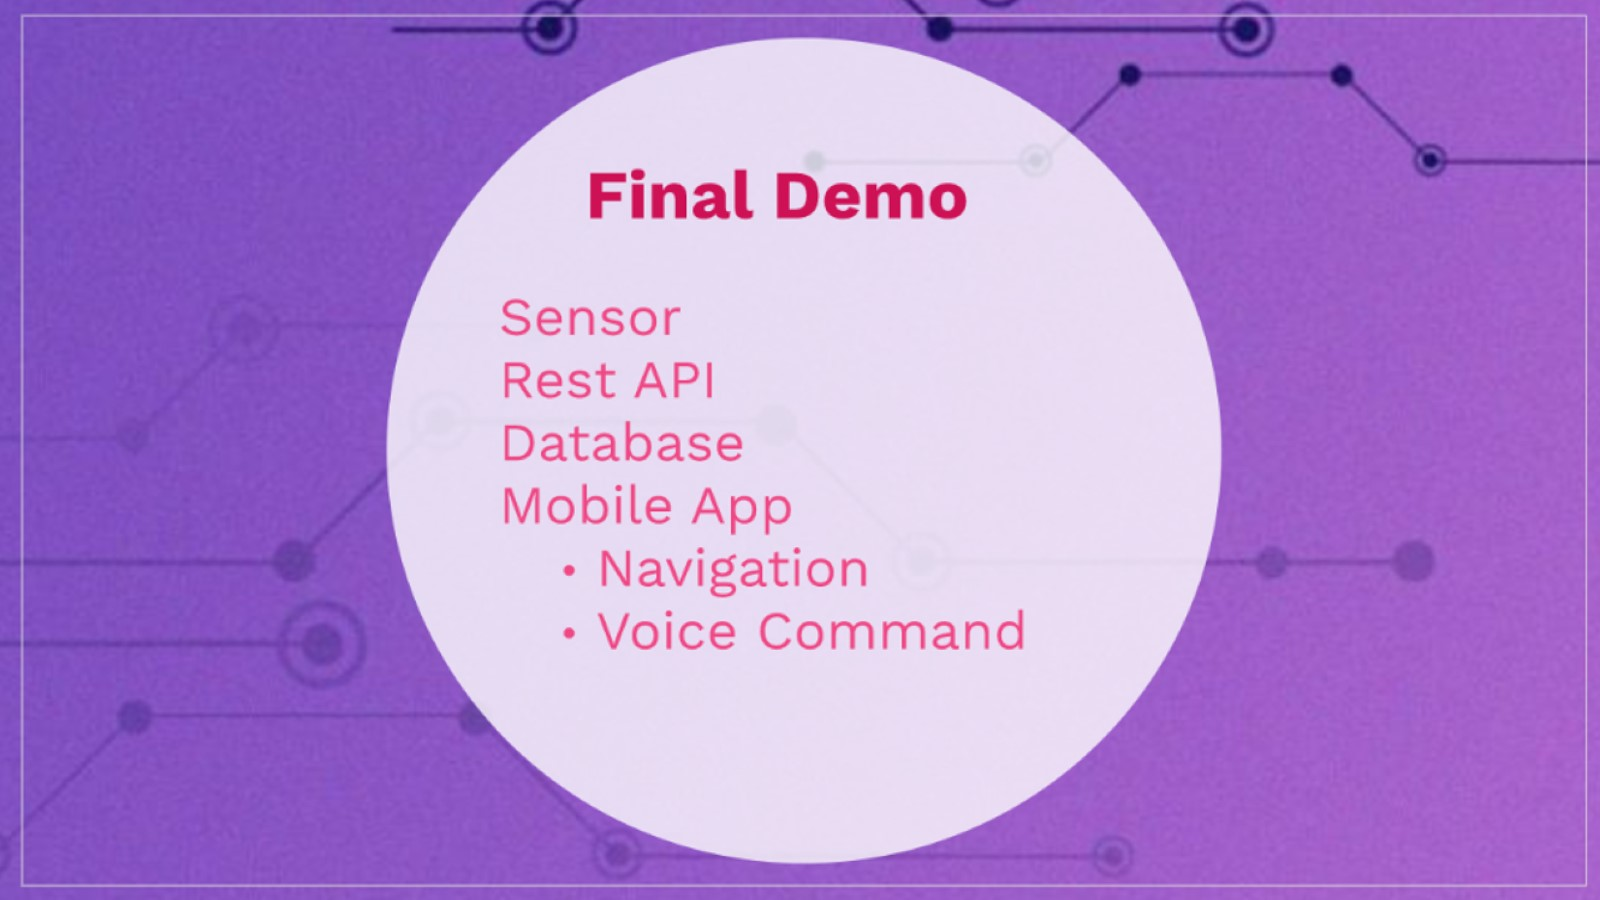 Final Demo
Sensor
Rest API
Database
Mobile App
• Navigation
• Voice Command